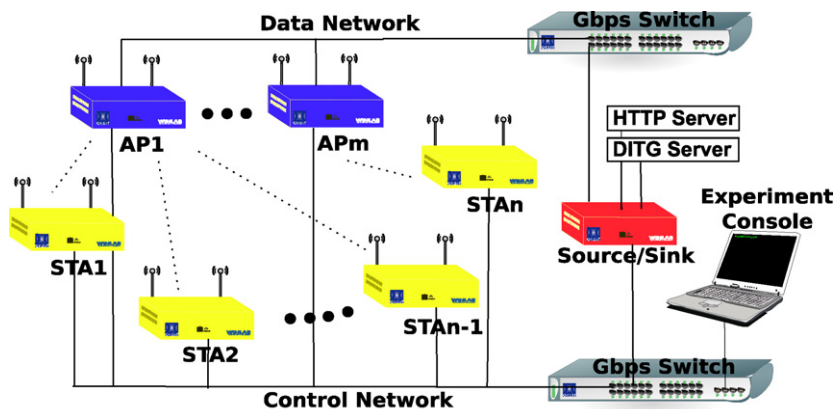 Data Network
Gbps Switch
AP1
APm
HTTP Server
DITG Server
STAn
Experiment
Console
STA1
Source/Sink
STA2
STAn-1
Gbps Switch
Control Network